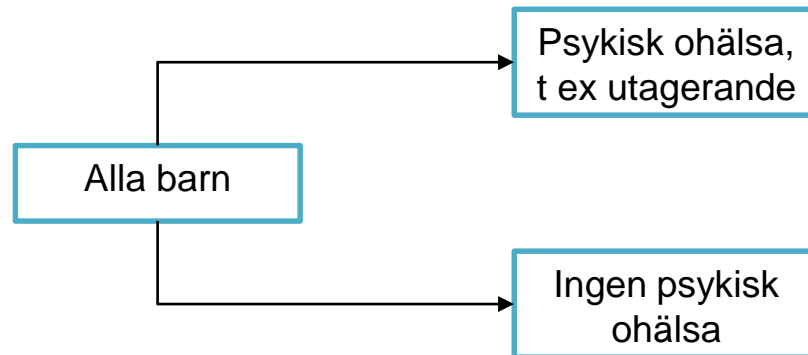 Psykisk ohälsa,
t ex utagerande
Alla barn
Ingen psykisk
ohälsa